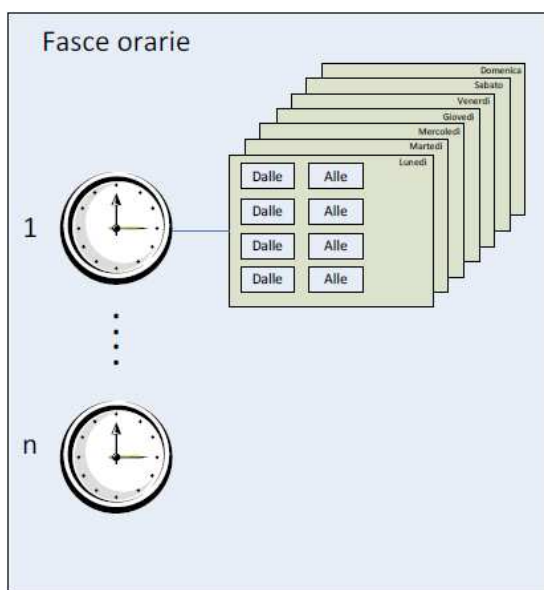 Fasce orarie
Domenica
Sabato
Venerdì
Giovedì
Mercoledì
Martedì
Lunedì
Dalle Alle
1
Dalle Alle
Dalle Alle
Dalle Alle
n